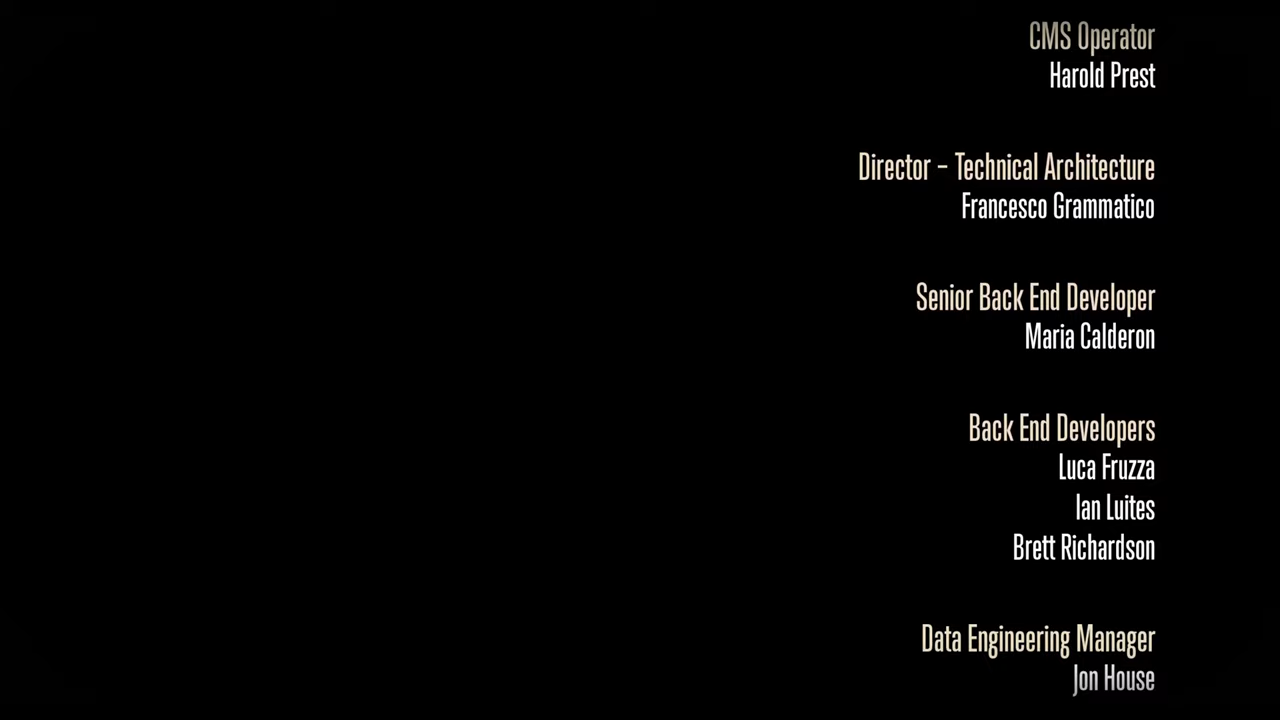 CMS Operator
Harold Prest
Director – Technical Architecture
Francesco Grammatico
Senior Back End Developer
Maria Calderon
Back End Developers
Luca Fruzza
Ian Luites
Brett Richardson
Data Engineering Manager
Jon House